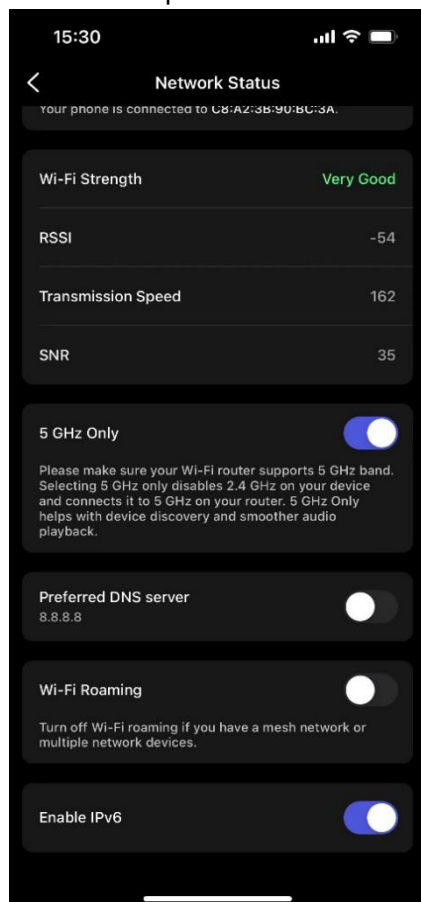 15:30
Network Status
Your phone is connected to C8:A2:3B:90:BC:3A.
Wi-Fi Strength Very Good
RSSI -54
Transmission Speed 162
SNR 35
5 GHz Only
Please make sure your Wi-Fi router supports 5 GHz band.
Selecting 5 GHz only disables 2.4 GHz on your device
and connects it to 5 GHz on your router. 5 GHz Only
helps with device discovery and smoother audio
playback.
Preferred DNS server
8.8.8.8
Wi-Fi Roaming
Turn off Wi-Fi roaming if you have a mesh network or
multiple network devices.
Enable IPv6